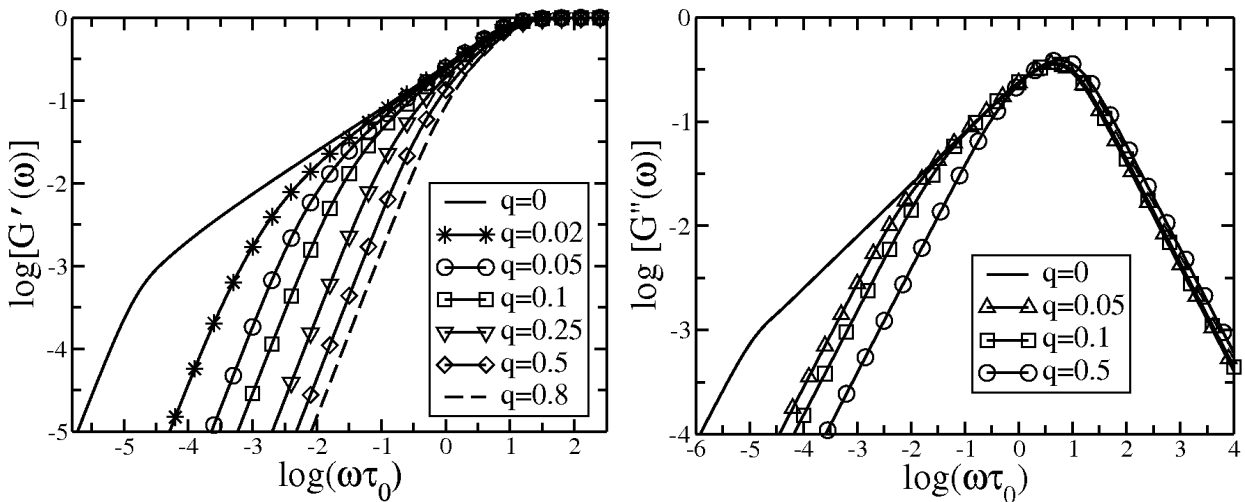 log[G′(ω)]
0
-1
-2
-3
-4
-5
-5 -4 -3 -2 -1 0 1 2
log(ωτ₀)
q=0
q=0.02
q=0.05
q=0.1
q=0.25
q=0.5
q=0.8
log [G″(ω)]
0
-1
-2
-3
-4
-6 -5 -4 -3 -2 -1 0 1 2 3 4
log(ωτ₀)
q=0
q=0.05
q=0.1
q=0.5